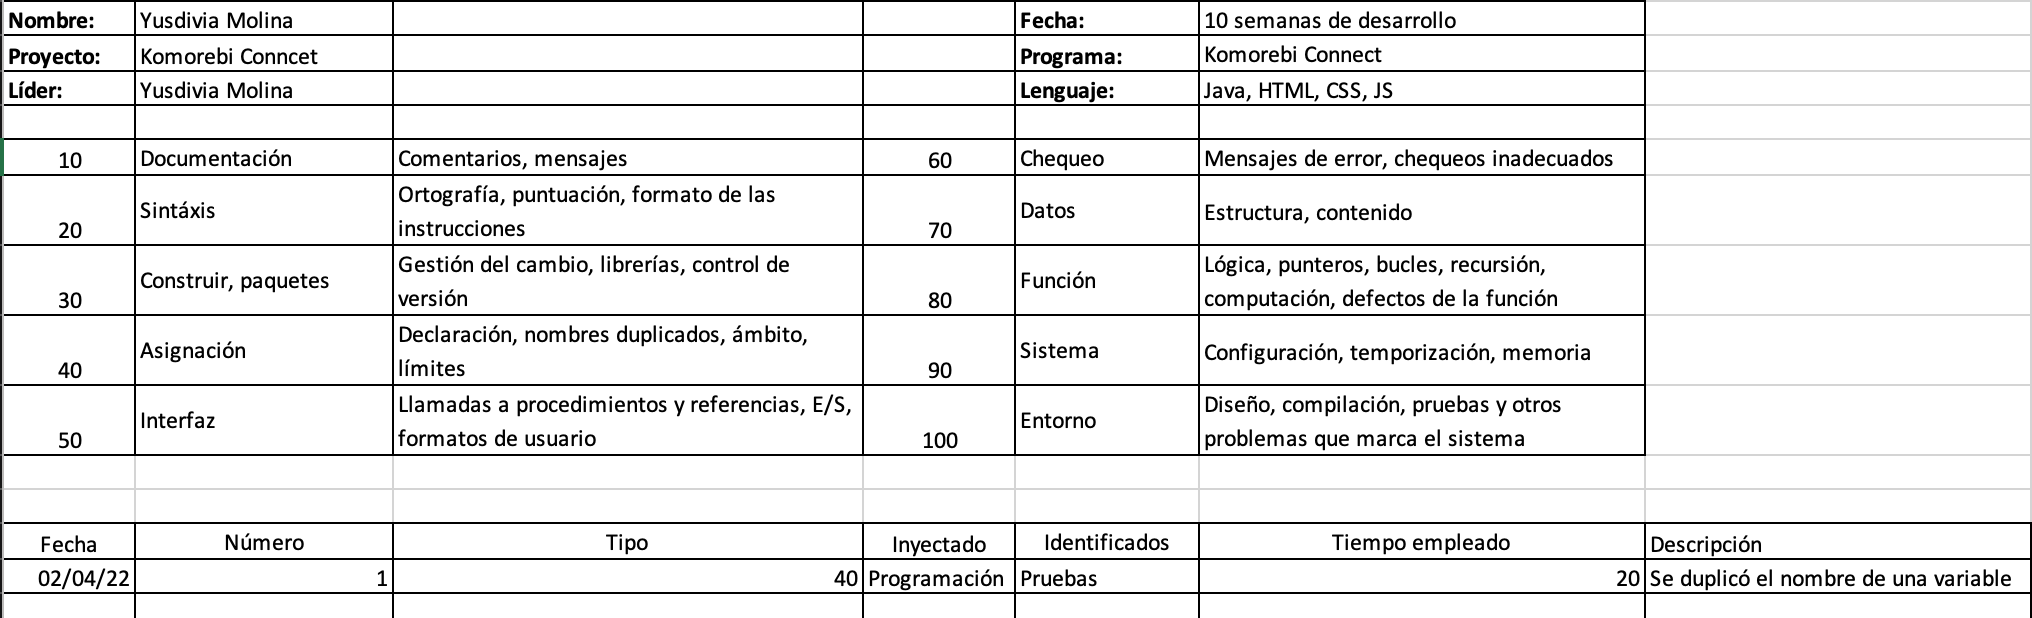 Nombre: Yusdivia Molina Fecha: 10 semanas de desarrollo
Proyecto: Komorebi Conncet Programa: Komorebi Connect
Líder: Yusdivia Molina Lenguaje: Java, HTML, CSS, JS
10 Documentación Comentarios, mensajes 60 Chequeo Mensajes de error, chequeos inadecuados
20 Sintáxis Ortografía, puntuación, formato de las
instrucciones
70 Datos Estructura, contenido
30 Construir, paquetes Gestión del cambio, librerías, control de
versión
80 Función Lógica, punteros, bucles, recursión,
computación, defectos de la función
40 Asignación Declaración, nombres duplicados, ámbito,
límites
90 Sistema Configuración, temporización, memoria
50 Interfaz Llamadas a procedimientos y referencias, E/S,
formatos de usuario
100 Entorno Diseño, compilación, pruebas y otros
problemas que marca el sistema
Fecha Número Tipo Inyectado Identificados Tiempo empleado Descripción
02/04/22 1 40 Programación Pruebas 20 Se duplicó el nombre de una variable